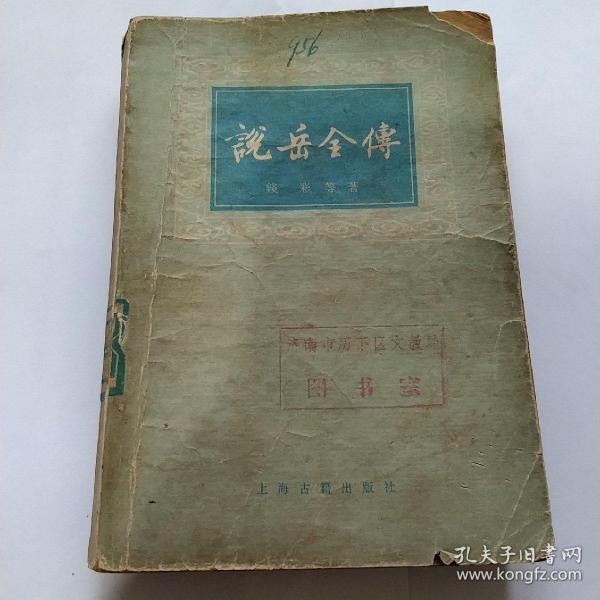 956
說岳全傳
錢彩等著
济南市历下区文教局
图书室
上海古籍出版社
孔夫子旧书网
www.kongfz.com